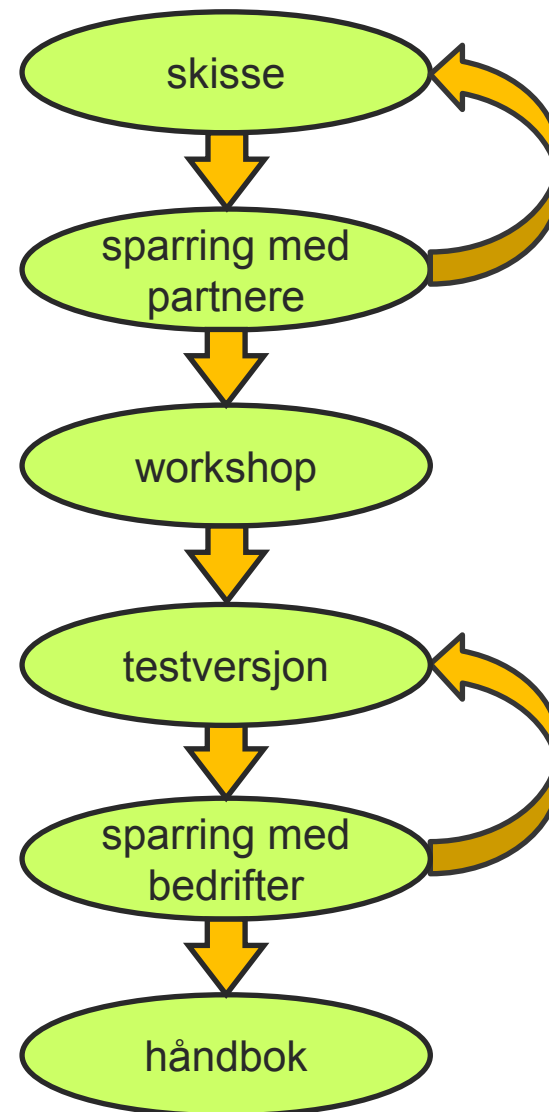 skisse
sparring med
partnere
workshop
testversjon
sparring med
bedrifter
håndbok